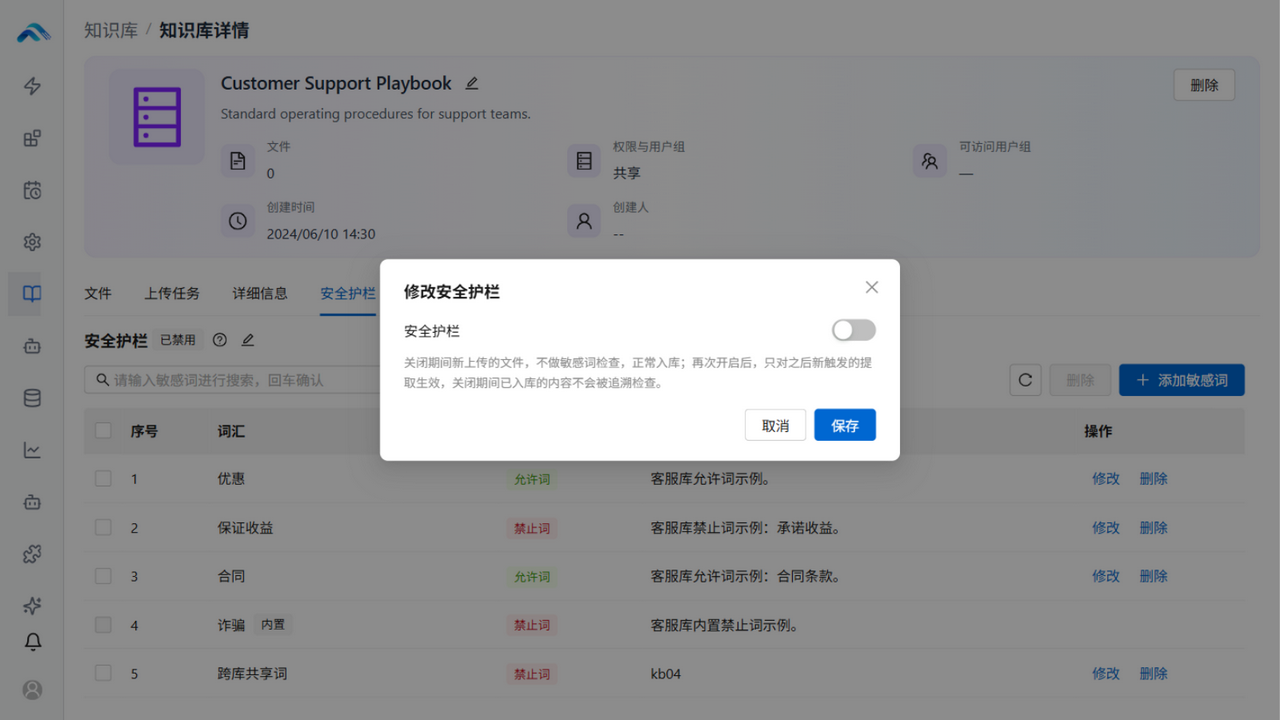 知识库 / 知识库详情
Customer Support Playbook
删除
Standard operating procedures for support teams.
文件
0
权限与用户组
共享
可访问用户组
—
创建时间
2024/06/10 14:30
创建人
--
文件 上传任务 详细信息 安全护栏
安全护栏 已禁用
请输入敏感词进行搜索，回车确认
删除 添加敏感词
修改安全护栏
安全护栏
关闭期间新上传的文件，不做敏感词检查，正常入库；再次开启后，只对之后新触发的提
取生效，关闭期间已入库的内容不会被追溯检查。
取消 保存
序号 词汇 操作
1 优惠 允许词 客服库允许词示例。 修改 删除
2 保证收益 禁止词 客服库禁止词示例：承诺收益。 修改 删除
3 合同 允许词 客服库允许词示例：合同条款。 修改 删除
4 诈骗 内置 禁止词 客服库内置禁止词示例。
5 跨库共享词 禁止词 kb04 修改 删除